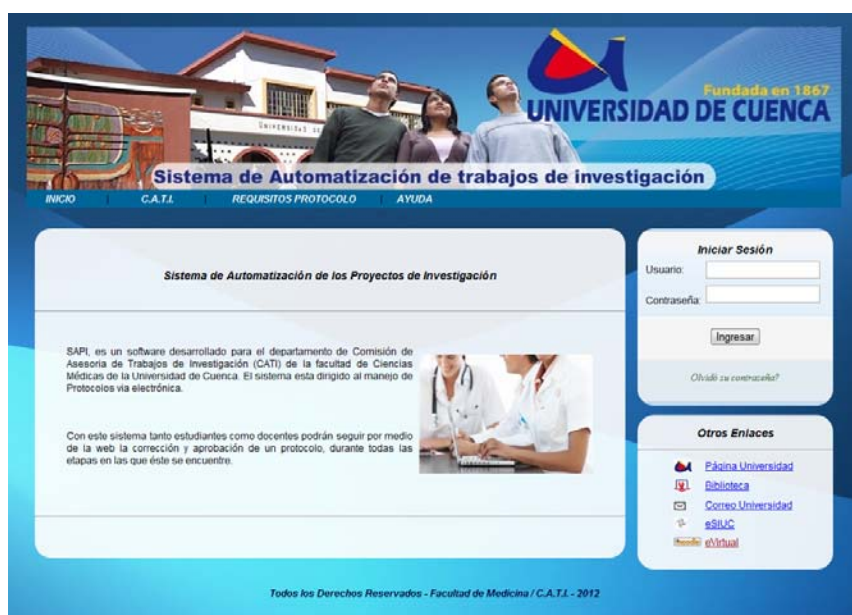 Fundada en 1867
UNIVERSIDAD DE CUENCA
UNIVERSIDAD DE
Sistema de Automatización de trabajos de investigación
INICIO | C.A.T.I. | REQUISITOS PROTOCOLO | AYUDA
Sistema de Automatización de los Proyectos de Investigación
SAPI, es un software desarrollado para el departamento de Comisión de
Asesoria de Trabajos de Investigación (CATI) de la facultad de Ciencias
Médicas de la Universidad de Cuenca. El sistema esta dirigido al manejo de
Protocolos via electrónica.
Con este sistema tanto estudiantes como docentes podrán seguir por medio
de la web la corrección y aprobación de un protocolo, durante todas las
etapas en las que éste se encuentre.
Iniciar Sesión
Usuario:
Contraseña:
Ingresar
Olvidó su contraseña?
Otros Enlaces
Página Universidad
Biblioteca
Correo Universidad
eSIUC
moodle eVirtual
Todos los Derechos Reservados - Facultad de Medicina / C.A.T.I. - 2012